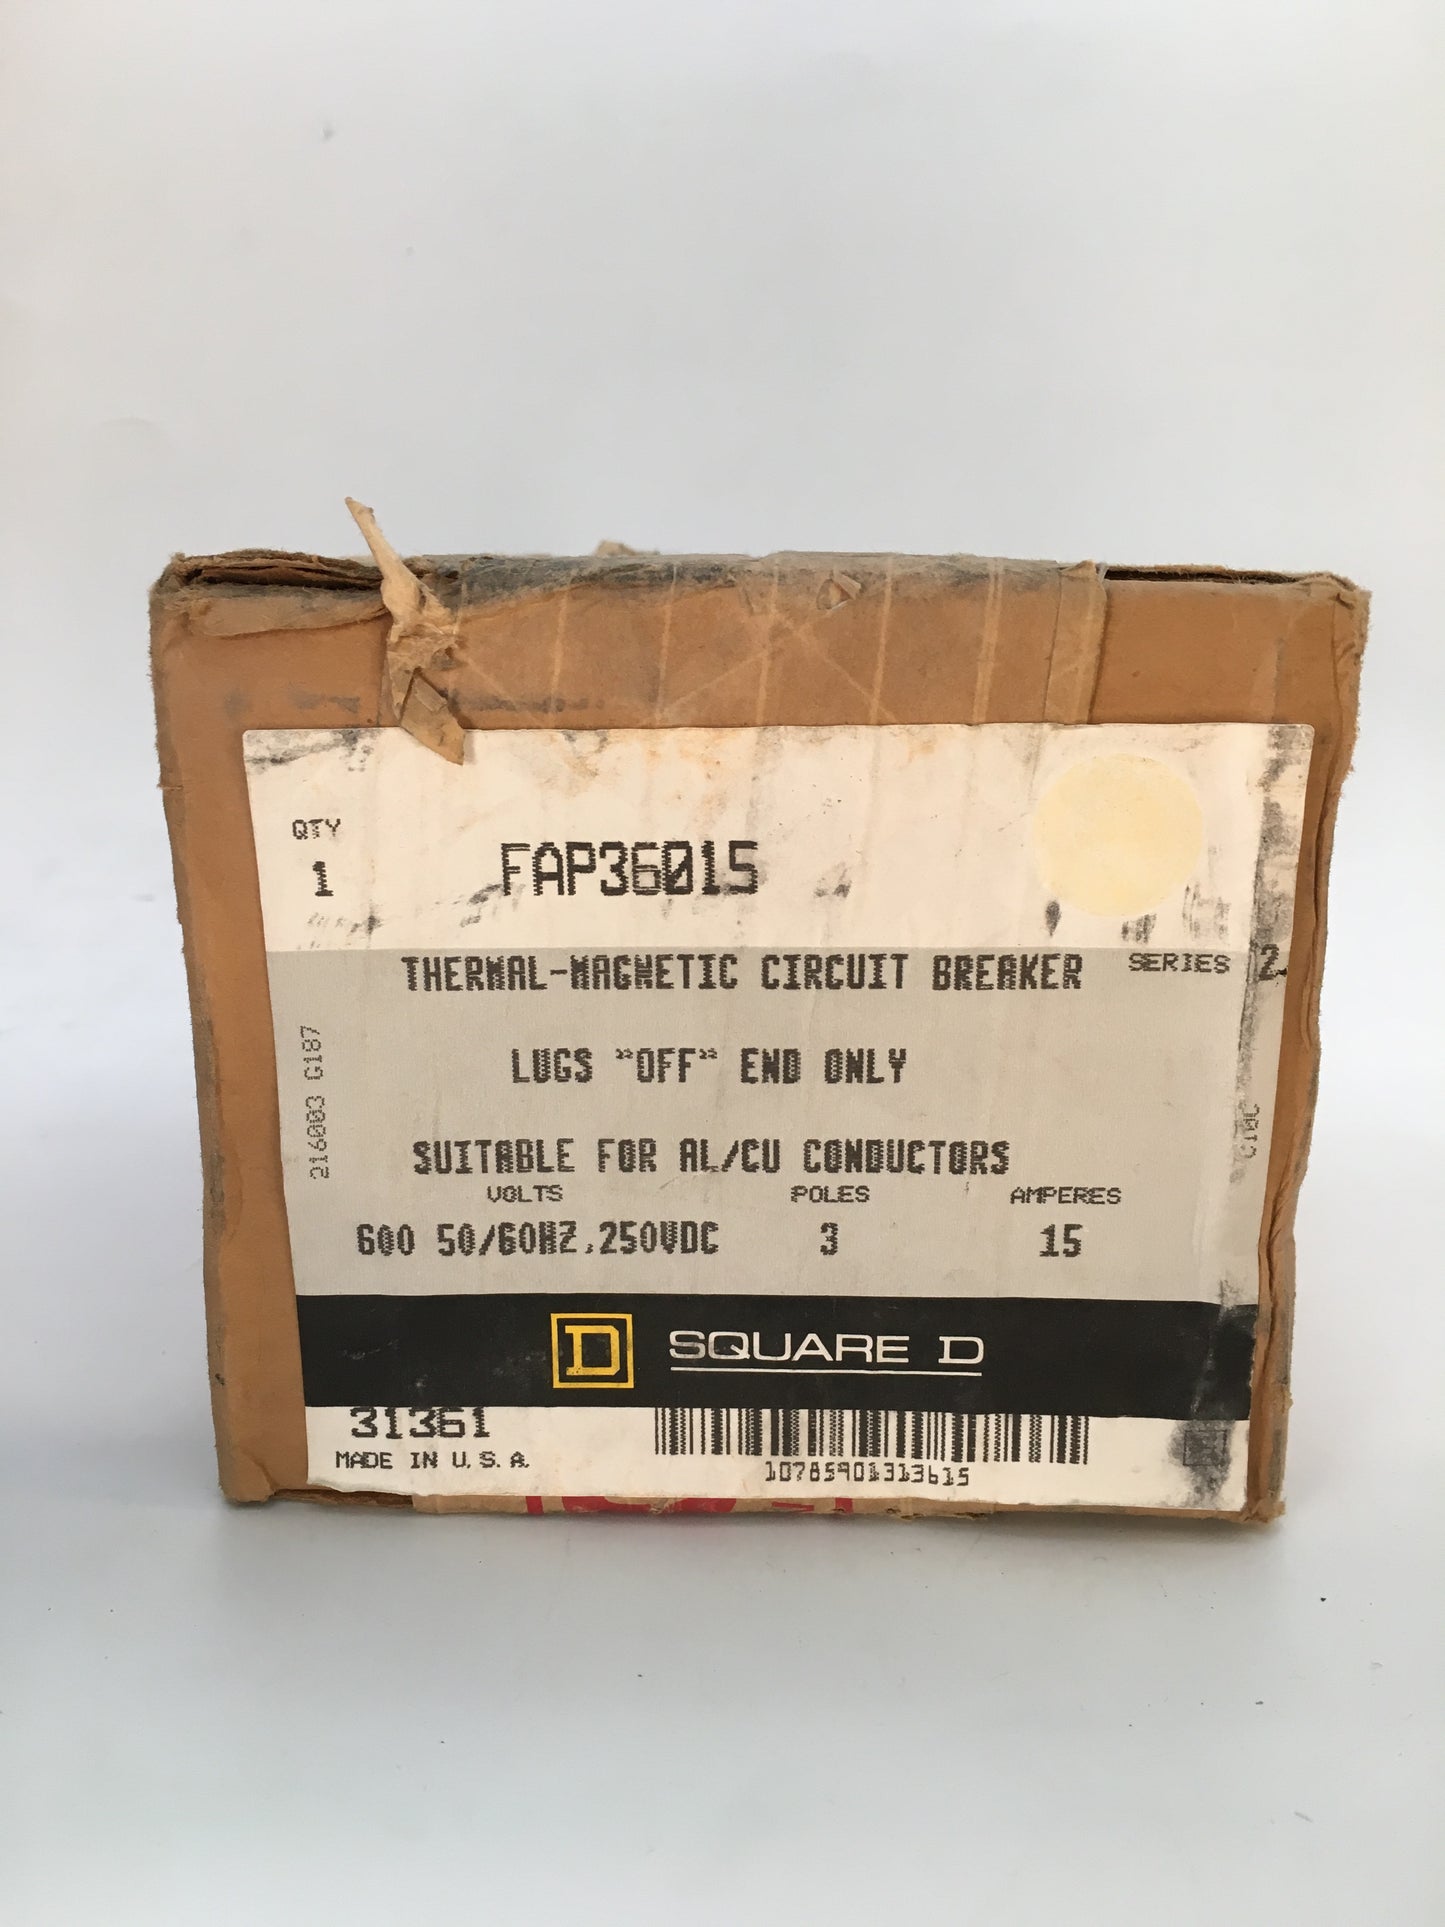 QTY
1
FAP36015
THERMAL-MAGNETIC CIRCUIT BREAKER SERIES 2
LUGS "OFF" END ONLY
SUITABLE FOR AL/CU CONDUCTORS
VOLTS POLES AMPERES
600 50/60HZ,250VDC 3 15
216003 G187
D SQUARE D
31361
MADE IN U.S.A.
10785901313615